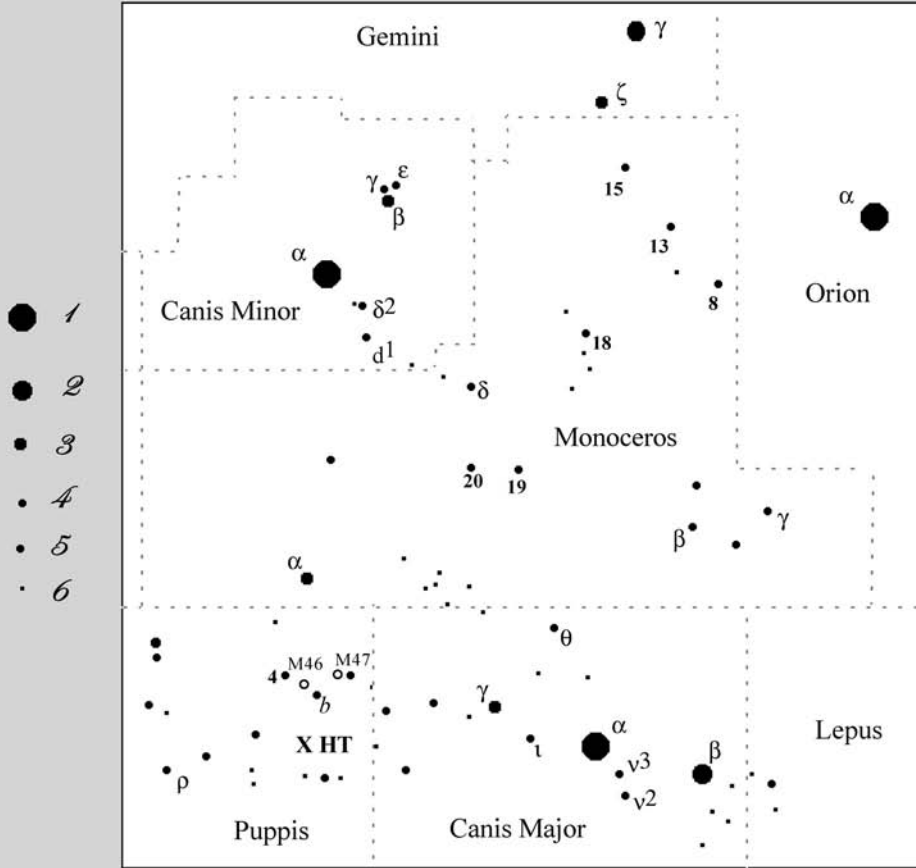 Gemini
γ
ζ
γ ε
β
15
α
13
α
8
Orion
Canis Minor
δ2
d1
18
1
2
3
4
5
6
δ
Monoceros
20
19
β
γ
α
θ
4
M46
M47
b
γ
α
X HT
ι
ν3
β
Lepus
ρ
ν2
Puppis
Canis Major